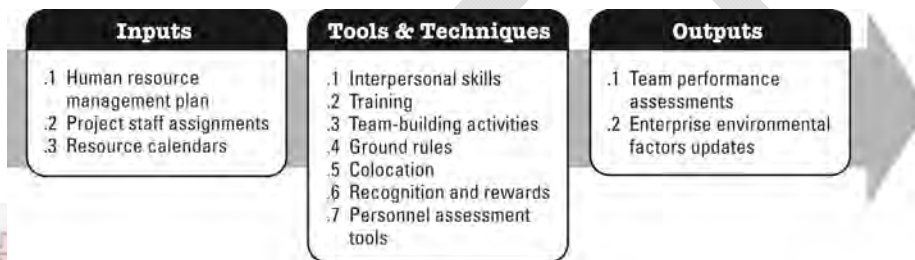 Inputs
.1 Human resource
management plan
.2 Project staff assignments
.3 Resource calendars
Tools & Techniques
.1 Interpersonal skills
.2 Training
.3 Team-building activities
.4 Ground rules
.5 Colocation
.6 Recognition and rewards
.7 Personnel assessment
tools
Outputs
.1 Team performance
assessments
.2 Enterprise environmental
factors updates